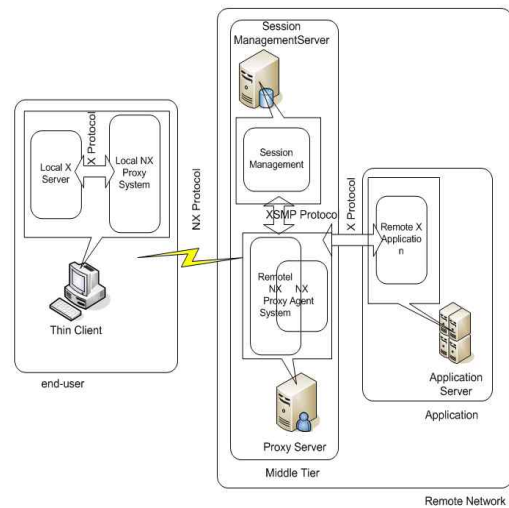 Session
ManagementServer
X Protocol
Local X
Server
Local NX
Proxy
System
Thin Client
end-user
NX Protocol
Session
Management
XSMP Protocol
X Protocol
Remotel
NX
Proxy
System
NX
Agent
Proxy Server
Middle Tier
Remote X
Applicatio
n
Application
Server
Application
Remote Network